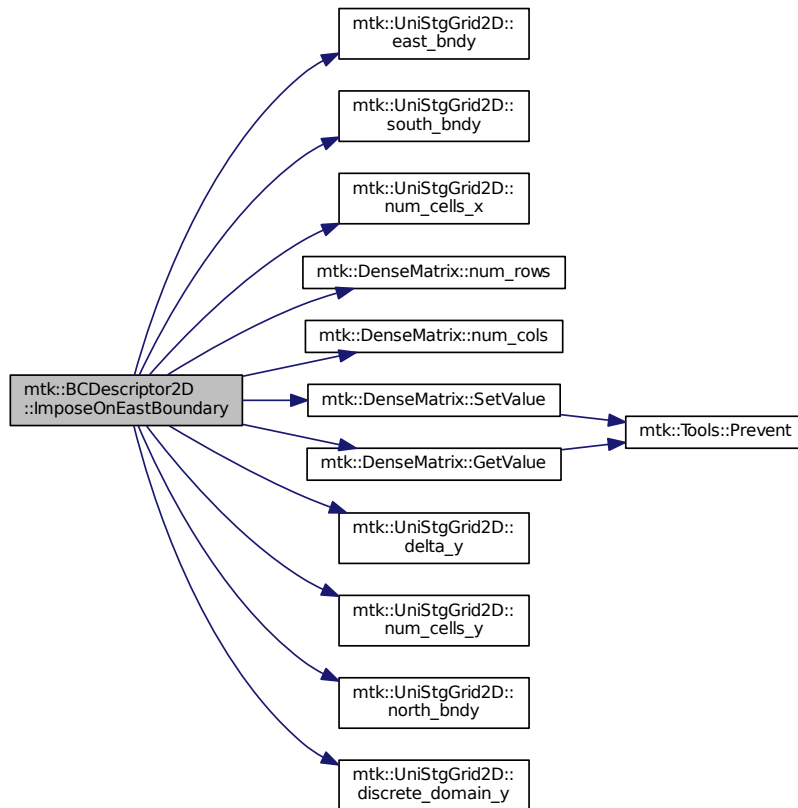 mtk::UniStgGrid2D::
east_bndy
mtk::UniStgGrid2D::
south_bndy
mtk::UniStgGrid2D::
num_cells_x
mtk::DenseMatrix::num_rows
mtk::DenseMatrix::num_cols
mtk::BCDescriptor2D
::ImposeOnEastBoundary
mtk::DenseMatrix::SetValue
mtk::Tools::Prevent
mtk::DenseMatrix::GetValue
mtk::UniStgGrid2D::
delta_y
mtk::UniStgGrid2D::
num_cells_y
mtk::UniStgGrid2D::
north_bndy
mtk::UniStgGrid2D::
discrete_domain_y